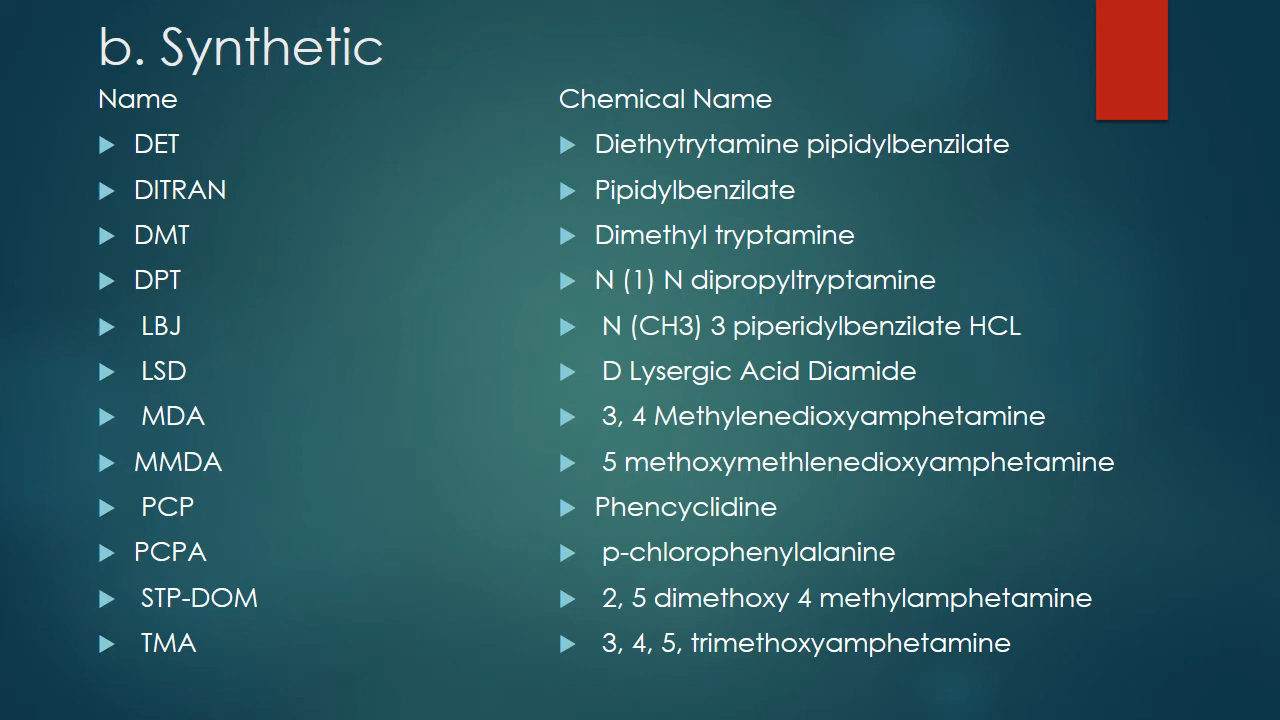 b. Synthetic
Name
DET
DITRAN
DMT
DPT
LBJ
LSD
MDA
MMDA
PCP
PCPA
STP-DOM
TMA
Chemical Name
Diethytrytamine pipidylbenzilate
Pipidylbenzilate
Dimethyl tryptamine
N (1) N dipropyltryptamine
N (CH3) 3 piperidylbenzilate HCL
D Lysergic Acid Diamide
3, 4 Methylenedioxyamphetamine
5 methoxymethlenedioxyamphetamine
Phencyclidine
p-chlorophenylalanine
2, 5 dimethoxy 4 methylamphetamine
3, 4, 5, trimethoxyamphetamine